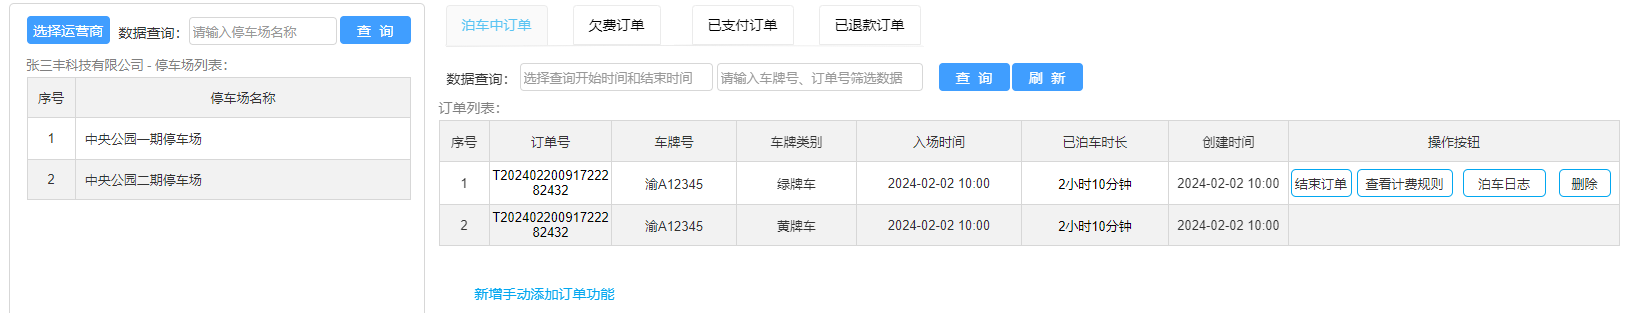 选择运营商 数据查询： 请输入停车场名称 查 询
张三丰科技有限公司 - 停车场列表：
序号 停车场名称
1 中央公园一期停车场
2 中央公园二期停车场
泊车中订单 欠费订单 已支付订单 已退款订单
数据查询： 选择查询开始时间和结束时间 请输入车牌号、订单号筛选数据 查 询 刷 新
订单列表：
序号 订单号 车牌号 车牌类别 入场时间 已泊车时长 创建时间 操作按钮
1 T202402200917222
82432 渝A12345 绿牌车 2024-02-02 10:00 2小时10分钟 2024-02-02 10:00 结束订单 查看计费规则 泊车日志 删除
2 T202402200917222
82432 渝A12345 黄牌车 2024-02-02 10:00 2小时10分钟 2024-02-02 10:00
新增手动添加订单功能